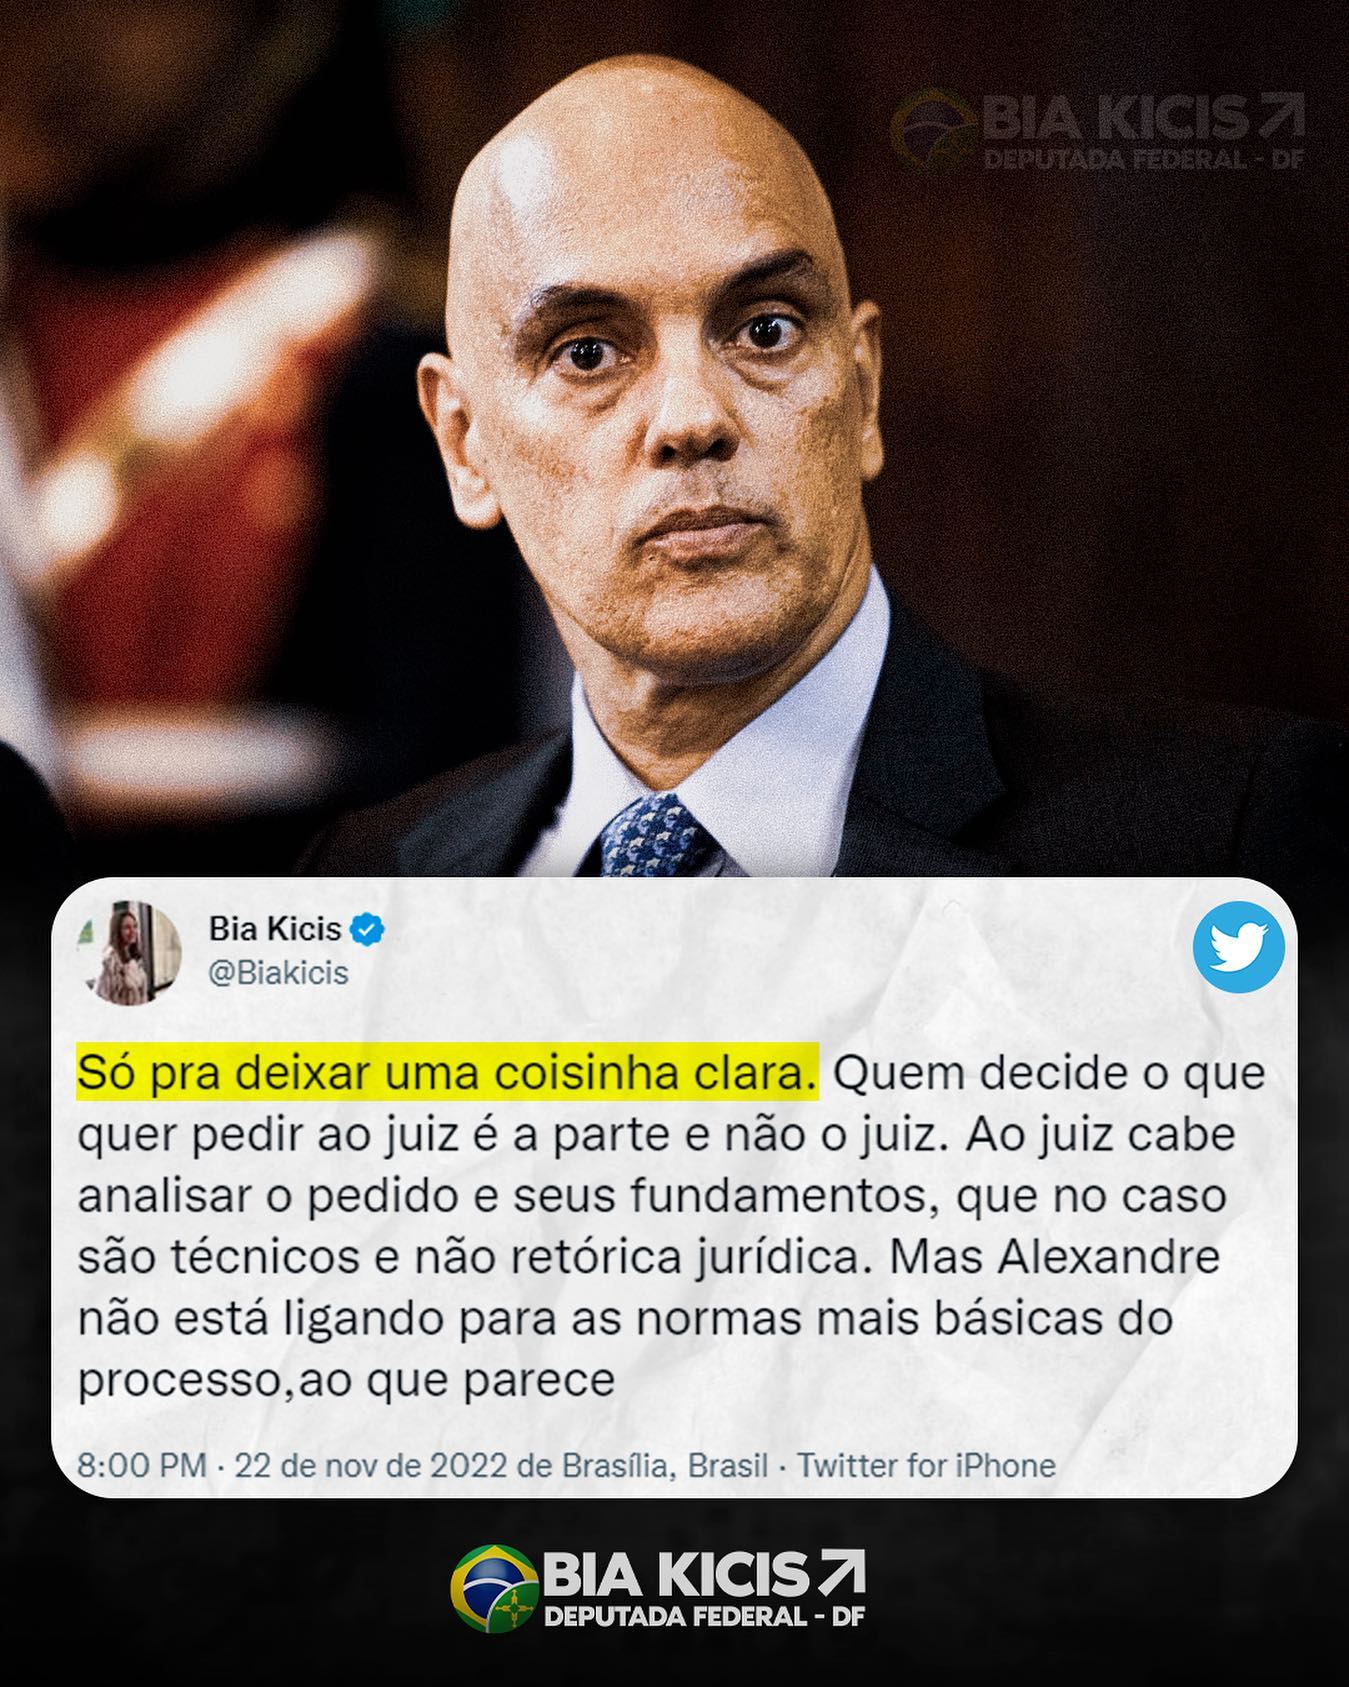 BIA KICIS
DEPUTADA FEDERAL - DF
Bia Kicis
@Biakicis
Só pra deixar uma coisinha clara. Quem decide o que
quer pedir ao juiz é a parte e não o juiz. Ao juiz cabe
analisar o pedido e seus fundamentos, que no caso
são técnicos e não retórica jurídica. Mas Alexandre
não está ligando para as normas mais básicas do
processo,ao que parece
8:00 PM · 22 de nov de 2022 de Brasília, Brasil · Twitter for iPhone
BIA KICIS
DEPUTADA FEDERAL - DF